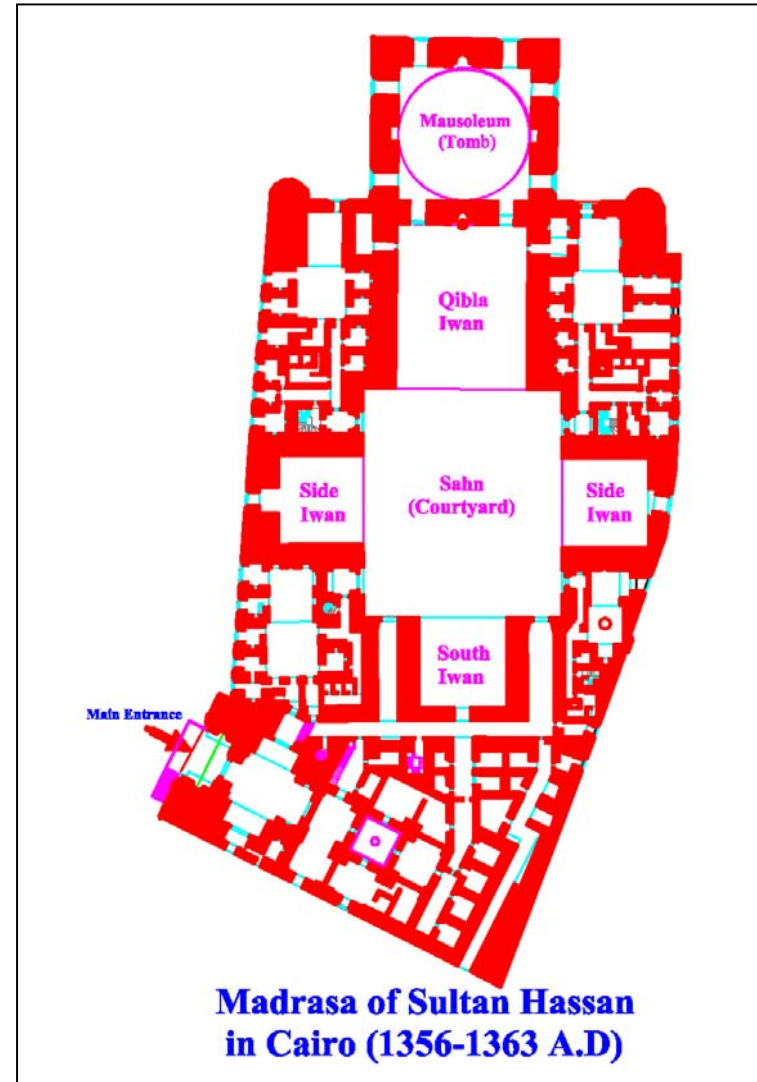 Mausoleum
(Tomb)
Qibla
Iwan
Side
Iwan
Sahn
(Courtyard)
Side
Iwan
South
Iwan
Main Entrance
Madrasa of Sultan Hassan
in Cairo (1356-1363 A.D)